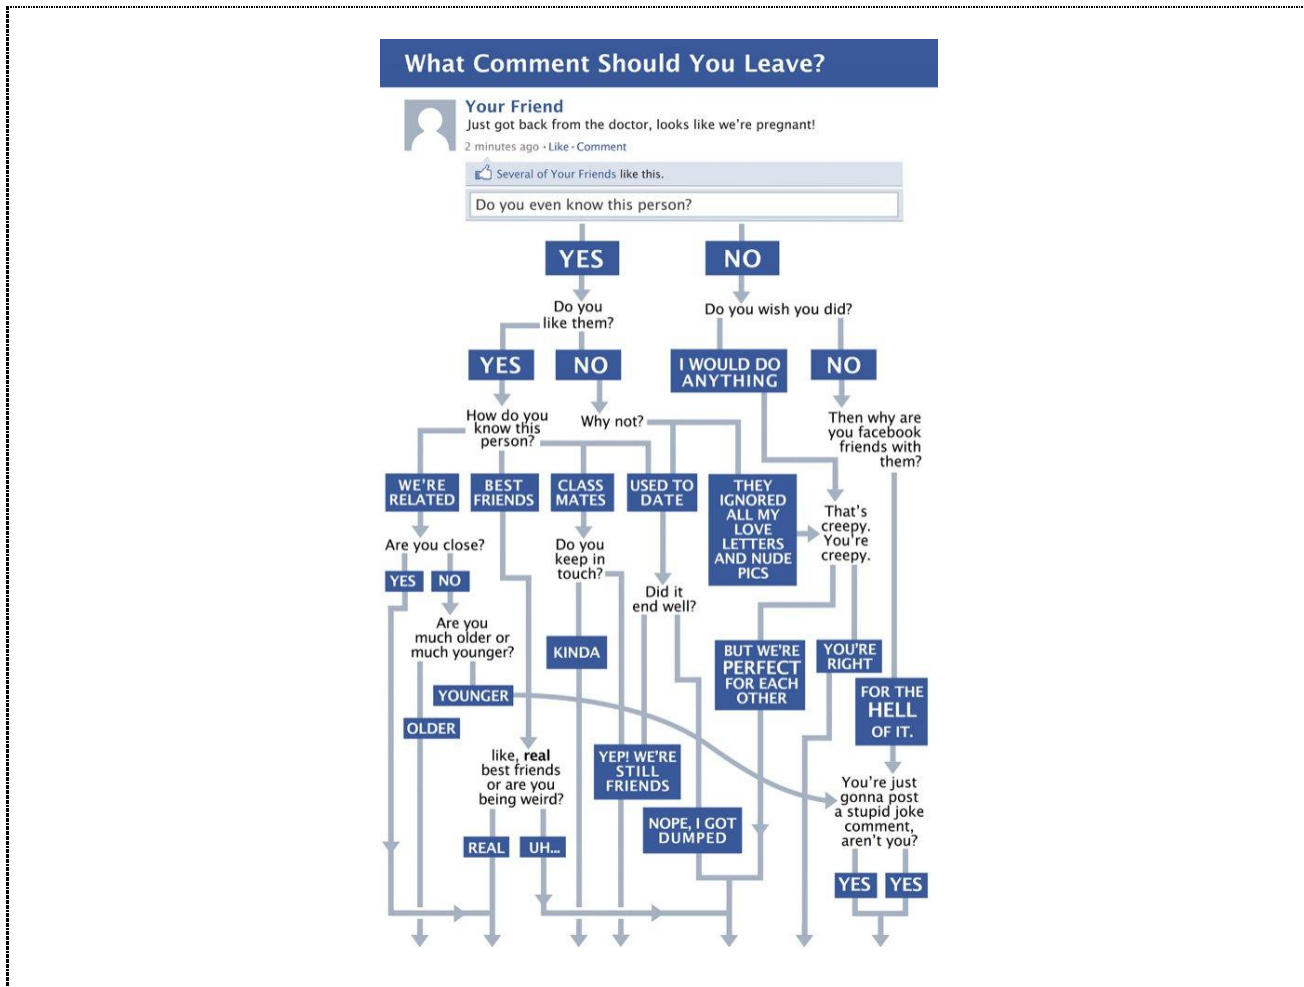 What Comment Should You Leave?
Your Friend
Just got back from the doctor, looks like we're pregnant!
2 minutes ago · Like · Comment
Several of Your Friends like this.
Do you even know this person?
YES
NO
Do you
like them?
Do you wish you did?
YES
NO
I WOULD DO
ANYTHING
NO
How do you
know this
person?
Why not?
Then why are
you facebook
friends with
them?
WE'RE
RELATED
BEST
FRIENDS
CLASS
MATES
USED TO
DATE
THEY
IGNORED
ALL MY
LOVE
LETTERS
AND NUDE
PICS
That's
creepy.
You're
creepy.
Are you close?
Do you
keep in
touch?
YES
NO
Did it
end well?
Are you
much older or
much younger?
KINDA
BUT WE'RE
PERFECT
FOR EACH
OTHER
YOU'RE
RIGHT
YOUNGER
FOR THE
HELL
OF IT.
OLDER
like, real
best friends
or are you
being weird?
YEP! WE'RE
STILL
FRIENDS
You're just
gonna post
a stupid joke
comment,
aren't you?
NOPE, I GOT
DUMPED
REAL
UH...
YES
YES